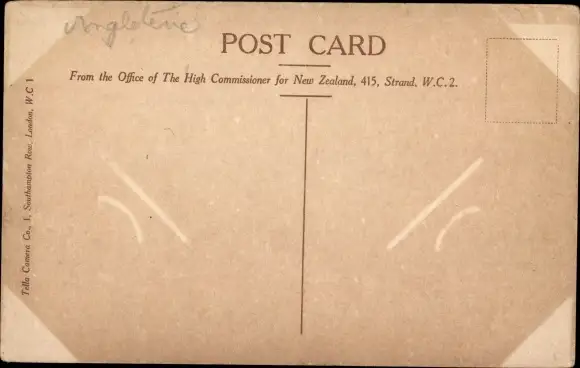 Angleterre
POST CARD
From the Office of The High Commissioner for New Zealand, 415, Strand, W.C.2.
Tella Camera Co., 1, Southampton Row, London, W.C 1